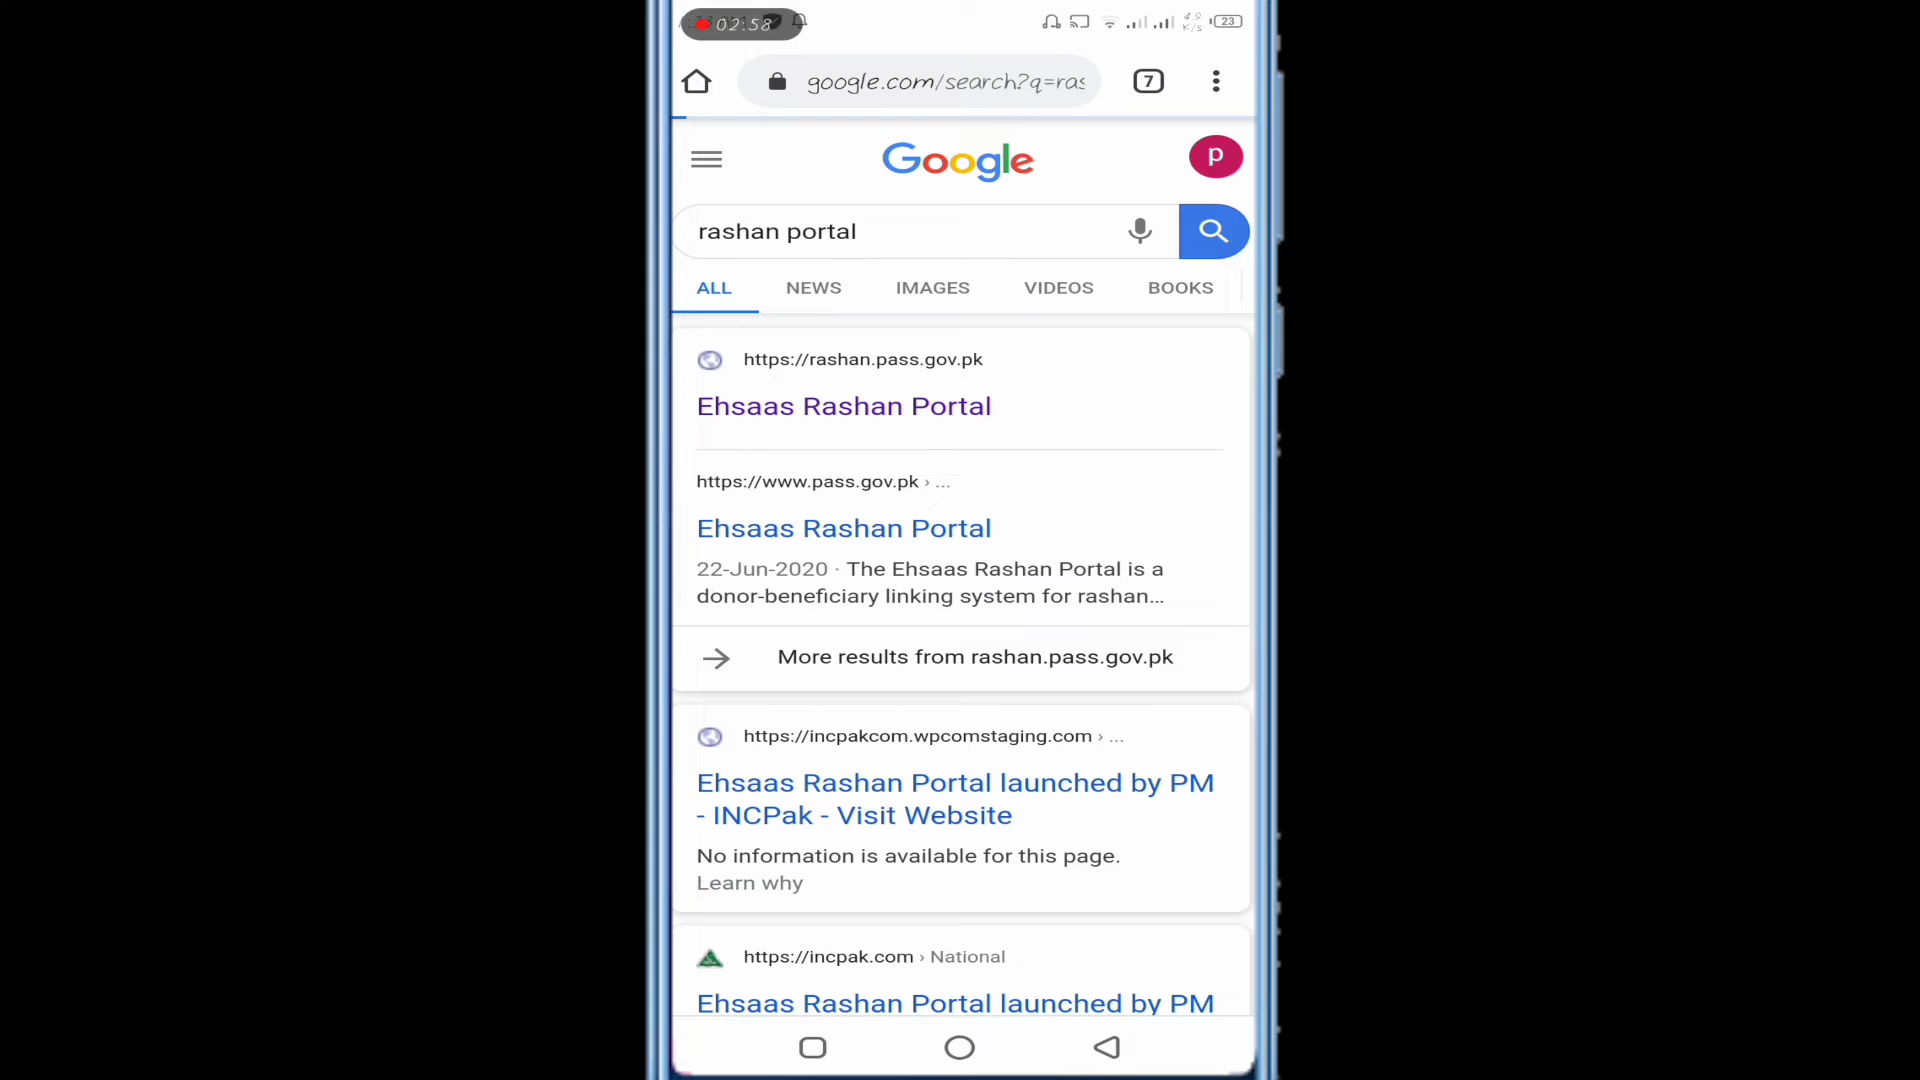 02:58
4.9
K/s
23
google.com/search?q=ras
7
Google
p
rashan portal
ALL
NEWS
IMAGES
VIDEOS
BOOKS
https://rashan.pass.gov.pk
Ehsaas Rashan Portal
https://www.pass.gov.pk › ...
Ehsaas Rashan Portal
22-Jun-2020 · The Ehsaas Rashan Portal is a
donor-beneficiary linking system for rashan...
More results from rashan.pass.gov.pk
https://incpakcom.wpcomstaging.com › ...
Ehsaas Rashan Portal launched by PM
- INCPak - Visit Website
No information is available for this page.
Learn why
https://incpak.com › National
Ehsaas Rashan Portal launched by PM